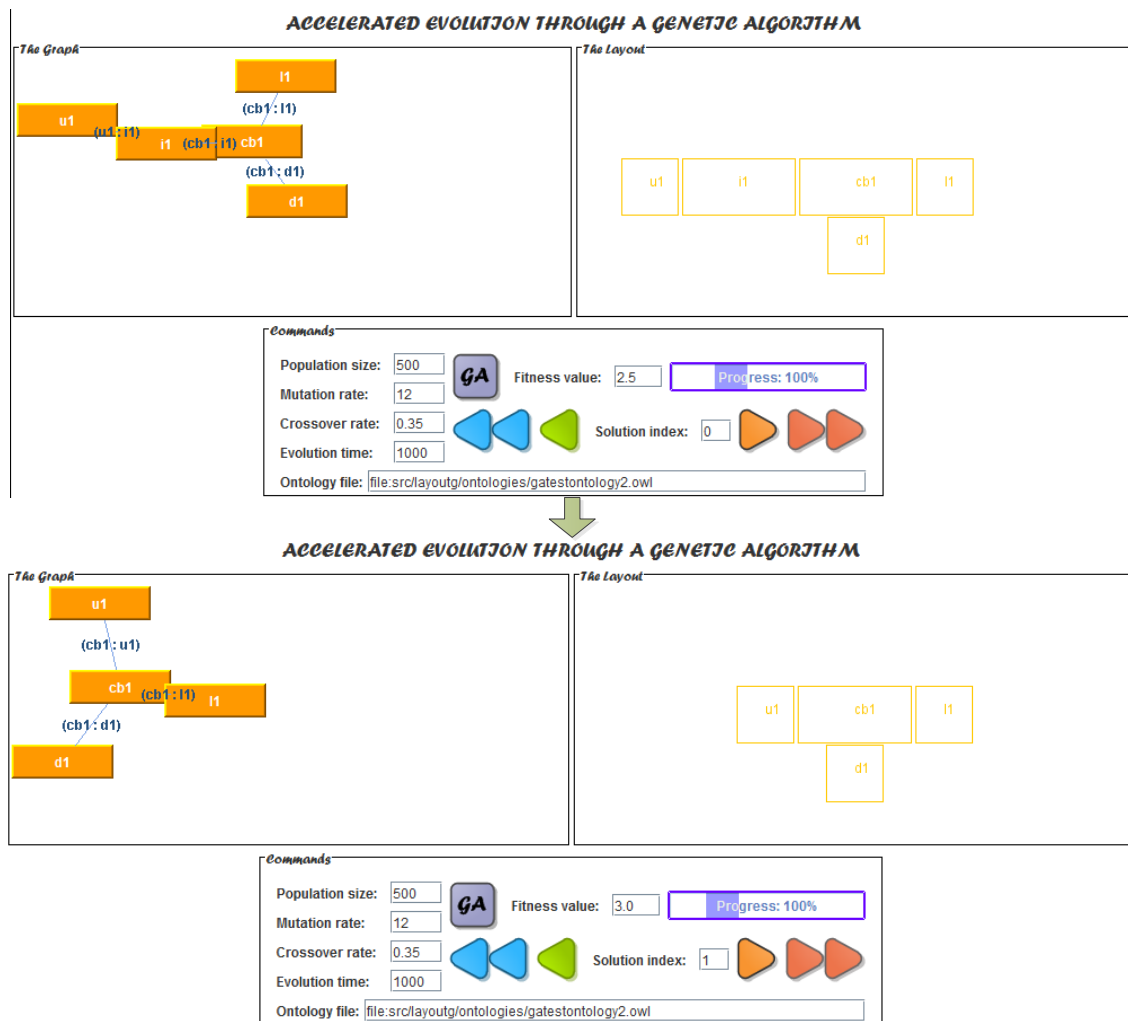 ACCELERATED EVOLUTION THROUGH A GENETIC ALGORITHM
The Graph
The Layout
l1
(cb1 : l1)
u1
(u1 : i1)
i1
(cb1 : i1)
cb1
(cb1 : d1)
d1
u1
i1
cb1
l1
d1
Commands
Population size: 500
Mutation rate: 12
Crossover rate: 0.35
Evolution time: 1000
GA
Fitness value: 2.5
Progress: 100%
Solution index: 0
Ontology file: file:src/layoutg/ontologies/gatestontology2.owl
ACCELERATED EVOLUTION THROUGH A GENETIC ALGORITHM
The Graph
The Layout
u1
(cb1 : u1)
cb1
(cb1 : l1)
l1
(cb1 : d1)
d1
u1
cb1
l1
d1
Commands
Population size: 500
Mutation rate: 12
Crossover rate: 0.35
Evolution time: 1000
GA
Fitness value: 3.0
Progress: 100%
Solution index: 1
Ontology file: file:src/layoutg/ontologies/gatestontology2.owl